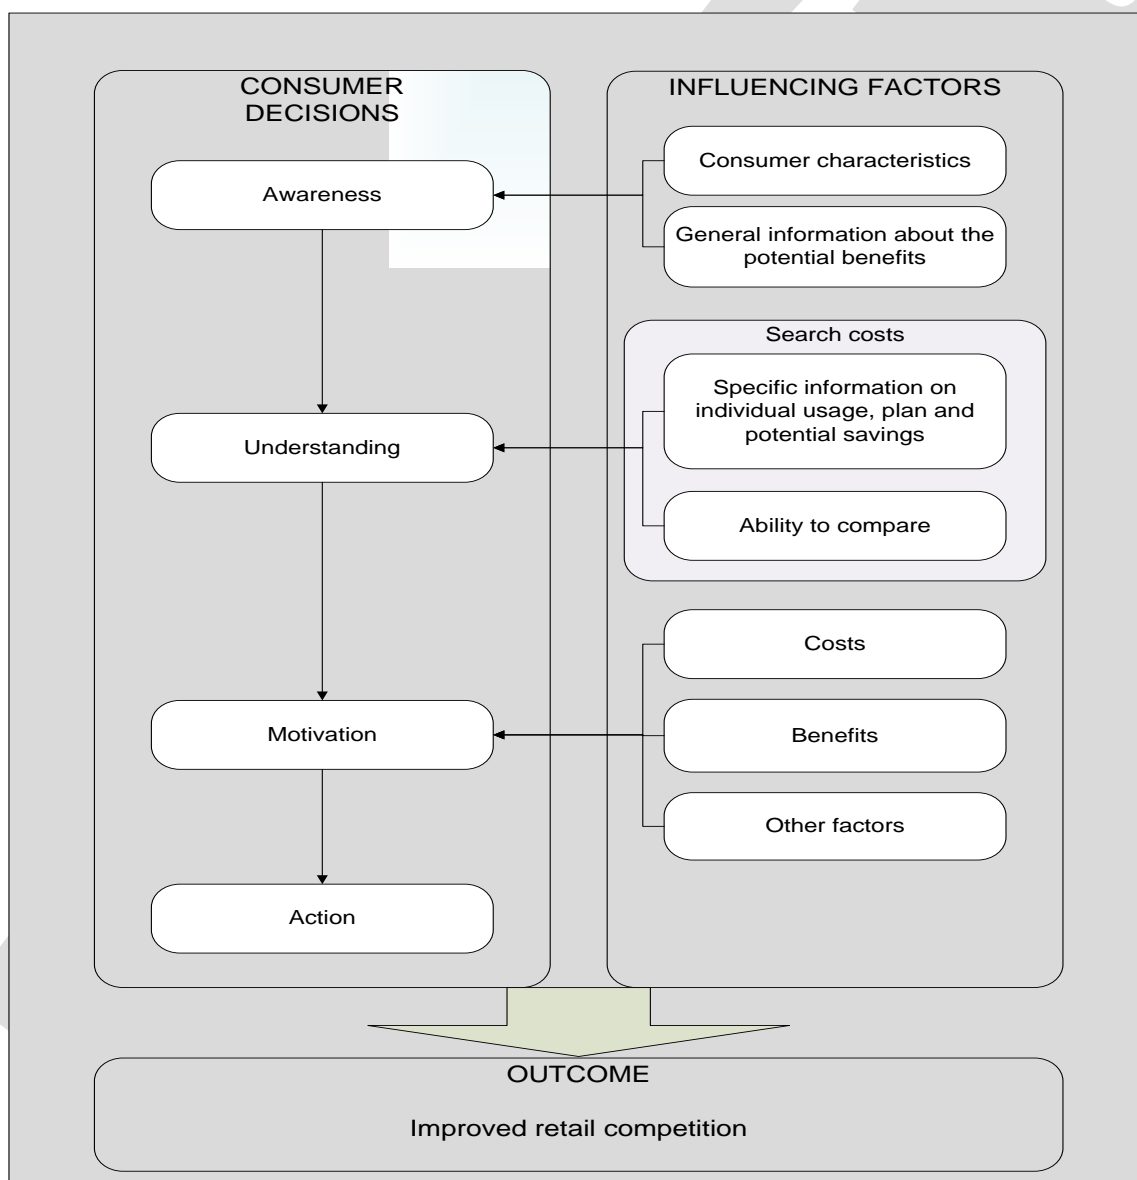 CONSUMER
DECISIONS
Awareness
Understanding
Motivation
Action
INFLUENCING FACTORS
Consumer characteristics
General information about the
potential benefits
Search costs
Specific information on
individual usage, plan and
potential savings
Ability to compare
Costs
Benefits
Other factors
OUTCOME
Improved retail competition